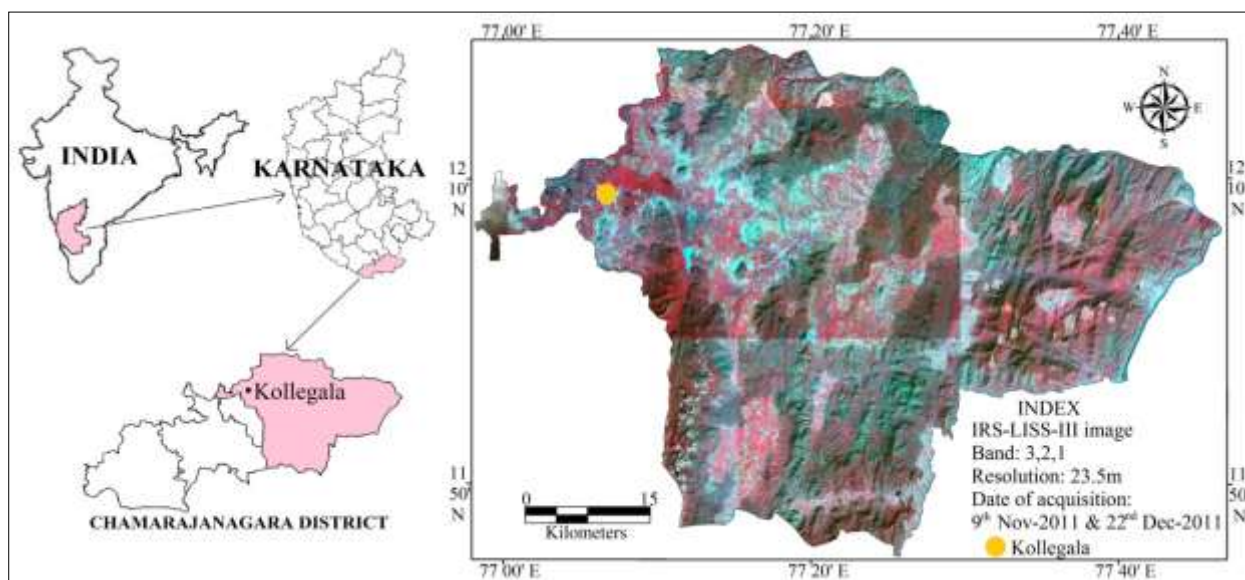 INDIA
KARNATAKA
Kollegala
CHAMARAJANAGARA DISTRICT
77 00' E
77 20' E
77 40' E
N
W
E
S
12
10'
N
12
10'
N
11
50'
N
11
50'
N
0
15
Kilometers
INDEX
IRS-LISS-III image
Band: 3,2,1
Resolution: 23.5m
Date of acquisition:
9th Nov-2011 & 22nd Dec-2011
Kollegala
77 00' E
77 20' E
77 40' E